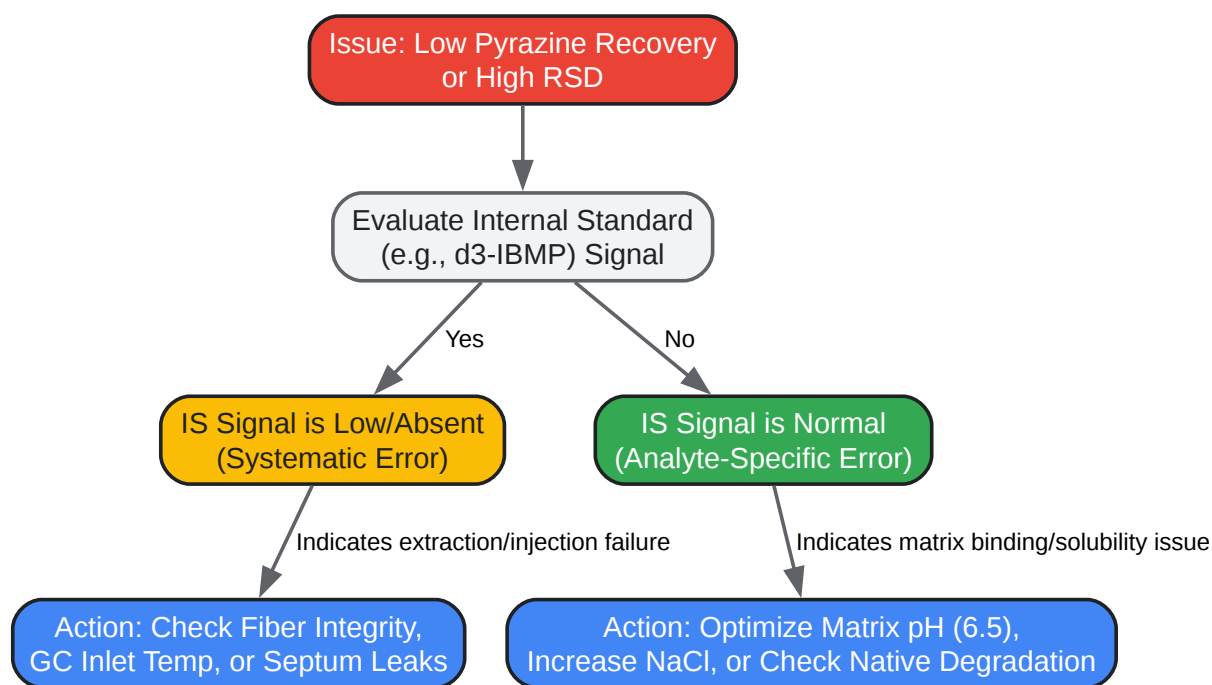 Issue: Low Pyrazine Recovery
or High RSD
Evaluate Internal Standard
(e.g., d3-IBMP) Signal
Yes
No
IS Signal is Low/Absent
(Systematic Error)
IS Signal is Normal
(Analyte-Specific Error)
Indicates extraction/injection failure
Indicates matrix binding/solubility issue
Action: Check Fiber Integrity,
GC Inlet Temp, or Septum Leaks
Action: Optimize Matrix pH (6.5),
Increase NaCl, or Check Native Degradation